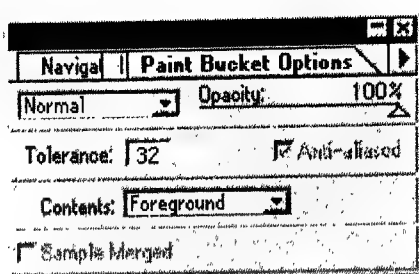 Naviga Paint Bucket Options
Normal Opacity: 100%
Tolerance: 32 Anti-aliased
Contents: Foreground
Sample Merged